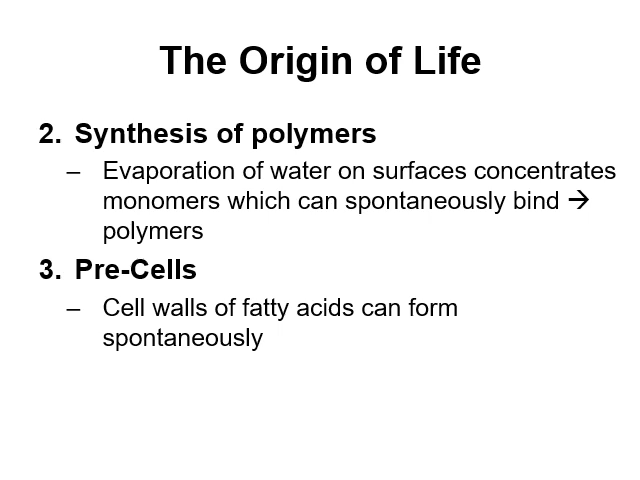 The Origin of Life
2. Synthesis of polymers
– Evaporation of water on surfaces concentrates
monomers which can spontaneously bind →
polymers
3. Pre-Cells
– Cell walls of fatty acids can form
spontaneously